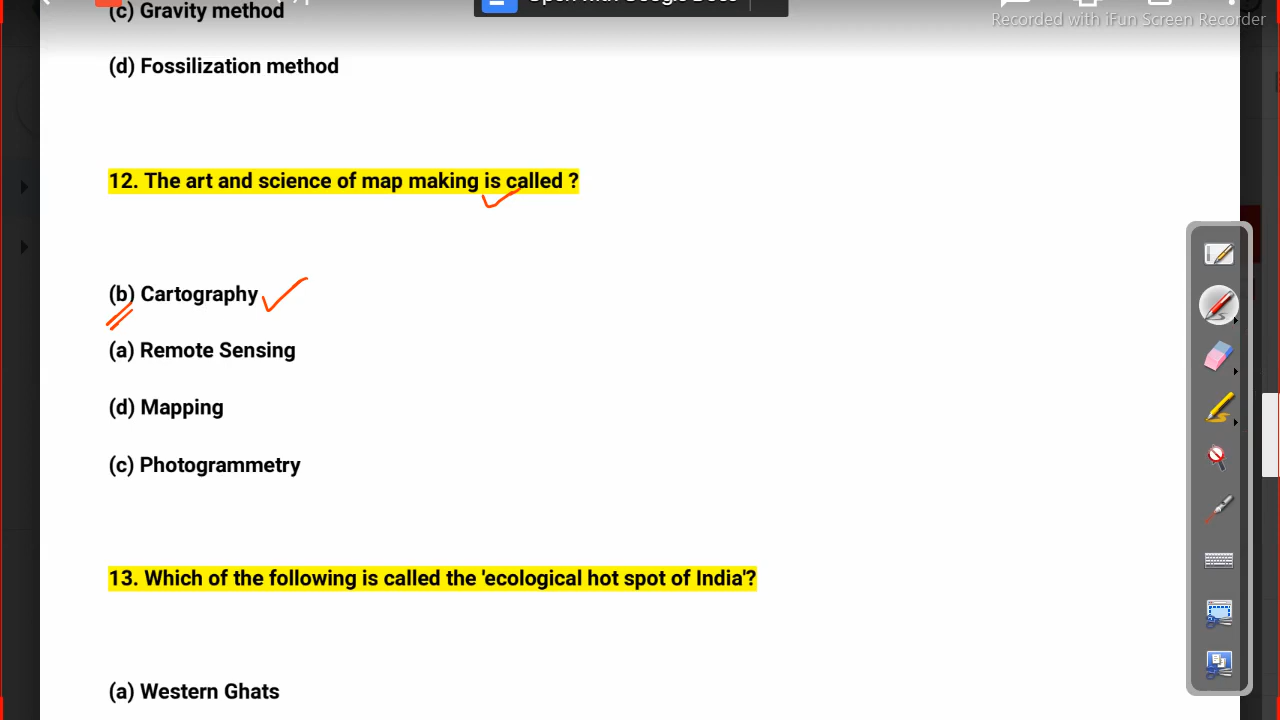 (c) Gravity method
Recorded with iFun Screen Recorder
(d) Fossilization method
12. The art and science of map making is called ?
(b) Cartography
(a) Remote Sensing
(d) Mapping
(c) Photogrammetry
13. Which of the following is called the 'ecological hot spot of India'?
(a) Western Ghats